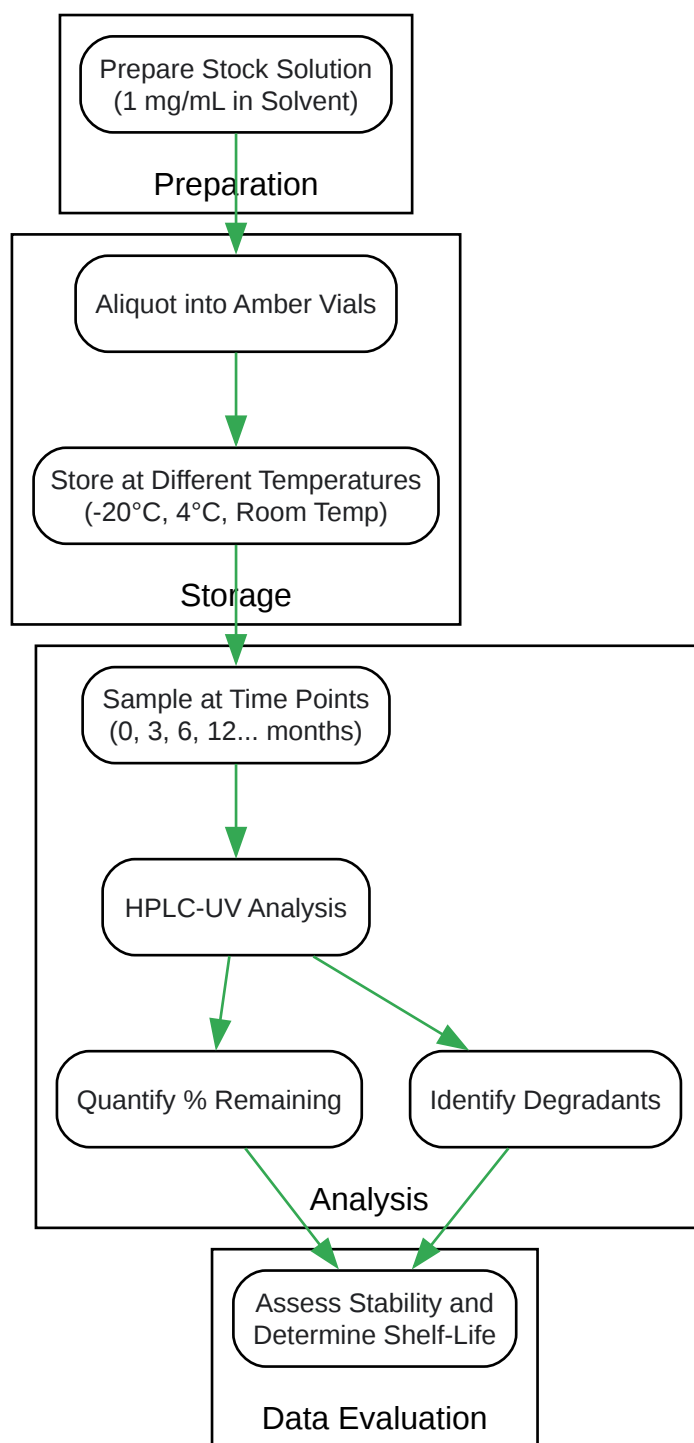 Prepare Stock Solution
(1 mg/mL in Solvent)
Preparation
Aliquot into Amber Vials
Store at Different Temperatures
(-20°C, 4°C, Room Temp)
Storage
Sample at Time Points
(0, 3, 6, 12... months)
HPLC-UV Analysis
Quantify % Remaining
Identify Degradants
Analysis
Assess Stability and
Determine Shelf-Life
Data Evaluation